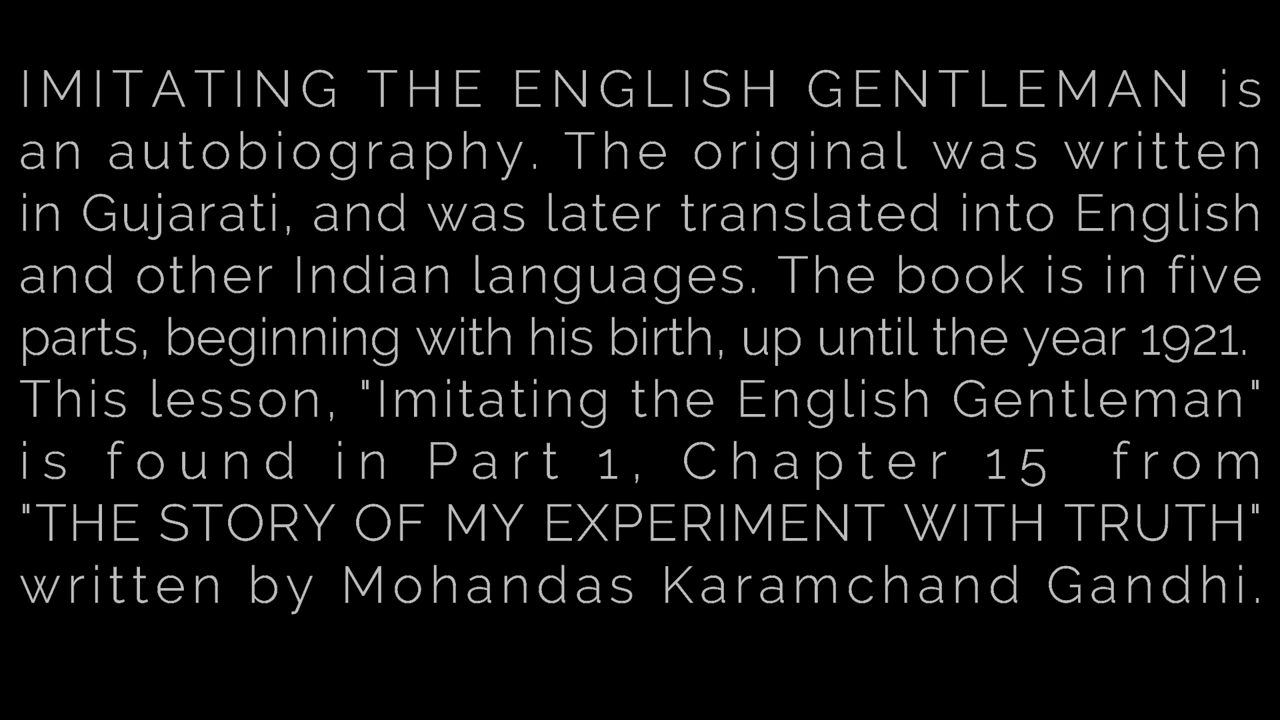 IMITATING THE ENGLISH GENTLEMAN is
an autobiography. The original was written
in Gujarati, and was later translated into English
and other Indian languages. The book is in five
parts, beginning with his birth, up until the year 1921.
This lesson, "Imitating the English Gentleman"
is found in Part 1, Chapter 15 from
"THE STORY OF MY EXPERIMENT WITH TRUTH"
written by Mohandas Karamchand Gandhi.